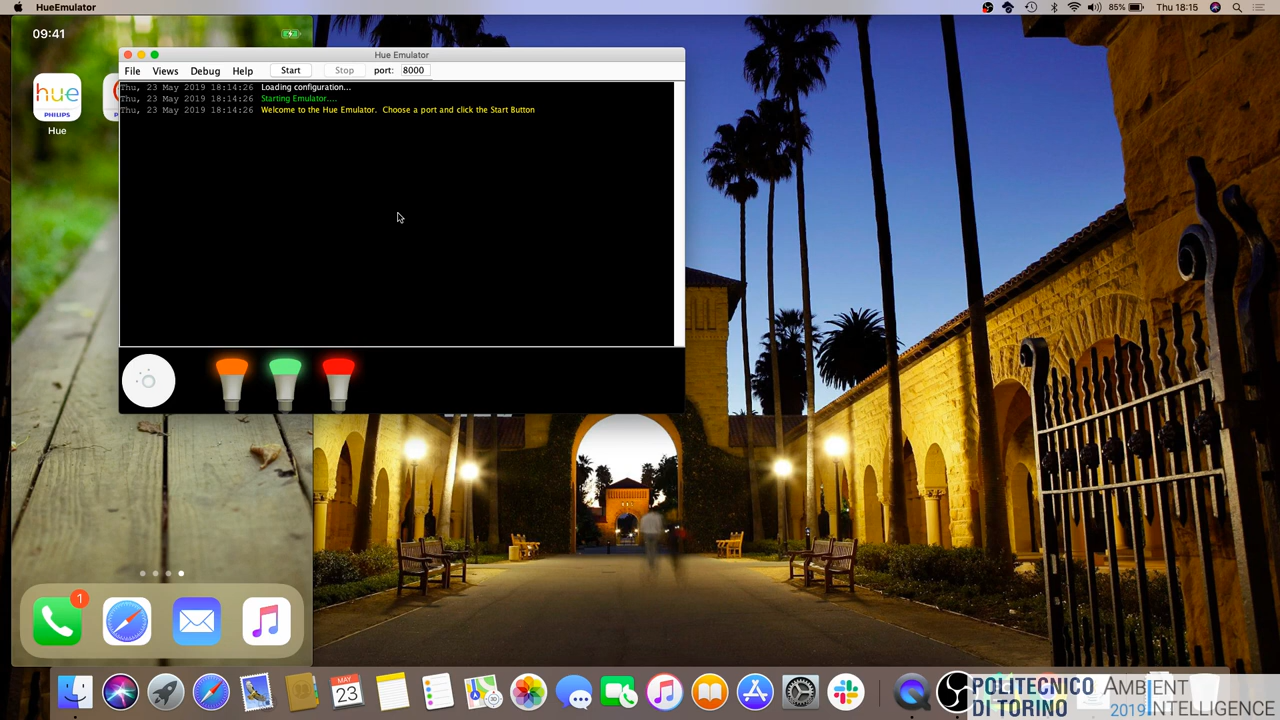 HueEmulator
85%
Thu 18:15
09:41
hue
PHILIPS
Hue
Hue Emulator
File Views Debug Help Start Stop port: 8000
Thu, 23 May 2019 18:14:26 Loading configuration...
Thu, 23 May 2019 18:14:26 Starting Emulator....
Thu, 23 May 2019 18:14:26 Welcome to the Hue Emulator. Choose a port and click the Start Button
1
MAY
23
POLITECNICO
DI TORINO
AMBIENT
2019 INTELLIGENCE